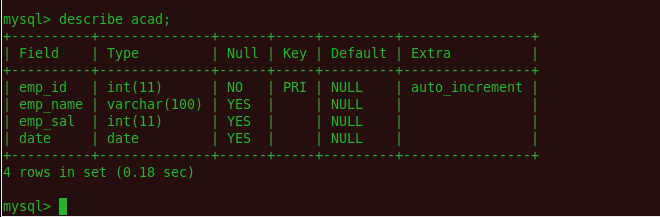 mysql> describe acad;
+----------+--------------+------+-----+---------+----------------+
| Field    | Type         | Null | Key | Default | Extra          |
+----------+--------------+------+-----+---------+----------------+
| emp_id   | int(11)      | NO   | PRI | NULL    | auto_increment |
| emp_name | varchar(100) | YES  |     | NULL    |                |
| emp_sal  | int(11)      | YES  |     | NULL    |                |
| date     | date         | YES  |     | NULL    |                |
+----------+--------------+------+-----+---------+----------------+
4 rows in set (0.18 sec)
mysql>